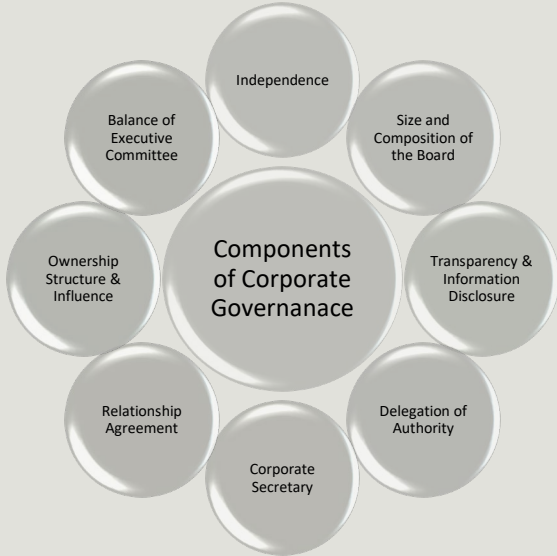 Independence
Balance of
Executive
Committee
Size and
Composition of
the Board
Components
of Corporate
Governanace
Ownership
Structure &
Influence
Transparency &
Information
Disclosure
Relationship
Agreement
Delegation of
Authority
Corporate
Secretary